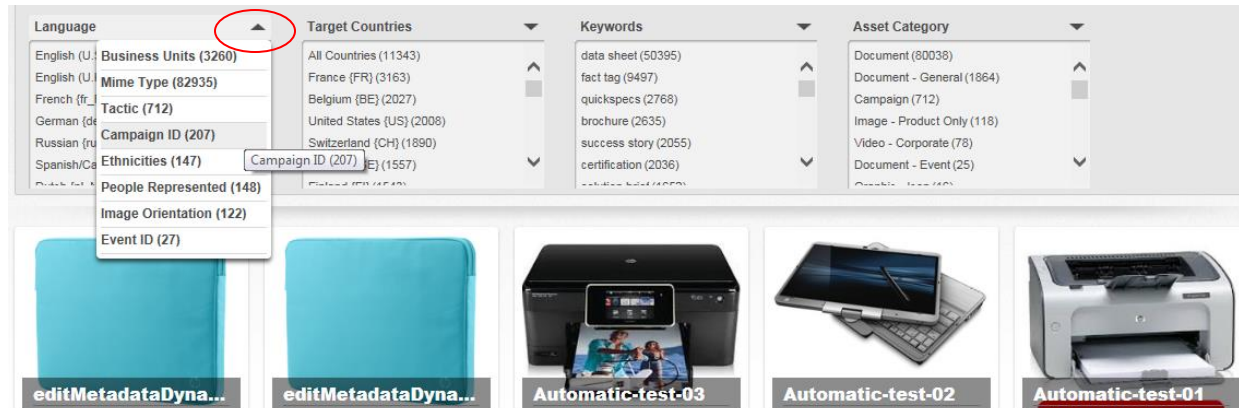 Language
Target Countries
Keywords
Asset Category
English (U.S
English (U.
French {fr_
German {de
Russian {ru
Spanish/Ca
Business Units (3260)
Mime Type (82935)
Tactic (712)
Campaign ID (207)
Ethnicities (147)
People Represented (148)
Image Orientation (122)
Event ID (27)
Campaign ID (207)
All Countries (11343)
France {FR} (3163)
Belgium {BE} (2027)
United States {US} (2008)
Switzerland {CH} (1890)
E} (1557)
data sheet (50395)
fact tag (9497)
quickspecs (2768)
brochure (2635)
success story (2055)
certification (2036)
Document (80038)
Document - General (1864)
Campaign (712)
Image - Product Only (118)
Video - Corporate (78)
Document - Event (25)
editMetadataDyna...
editMetadataDyna...
Automatic-test-03
Automatic-test-02
Automatic-test-01